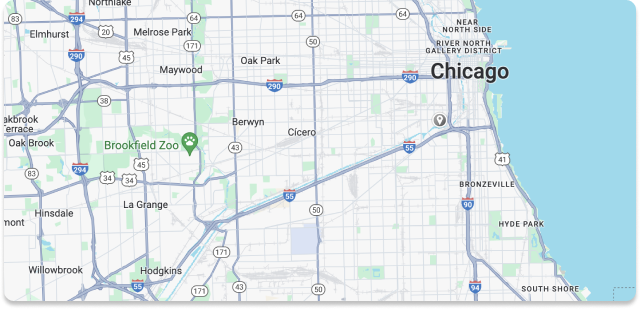 Northlake
83
294
64
64
64
20
Elmhurst
Melrose Park
171
45
50
290
NEAR
NORTH SIDE
RIVER NORTH
GALLERY DISTRICT
Oak Park
Maywood
Chicago
290
290
38
Berwyn
Cicero
Oak Brook
Brookfield Zoo
43
55
45
41
294
34
34
83
La Grange
55
BRONZEVILLE
90
50
Hinsdale
mont
HYDE PARK
171
Willowbrook
Hodgkins
55
171
43
50
94
SOUTH SHORE